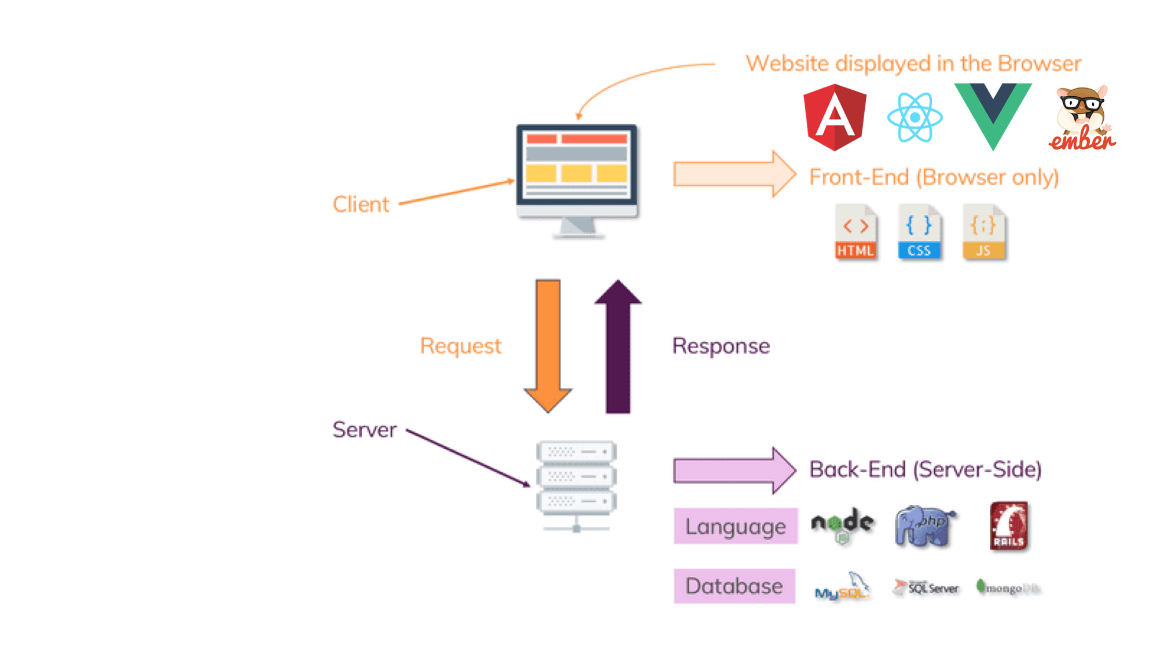 Website displayed in the Browser
ember
Client
Front-End (Browser only)
HTML
CSS
JS
Request
Response
Server
Back-End (Server-Side)
Language
node
JS
php
RAILS
Database
MySQL
SQL Server
mongoDB